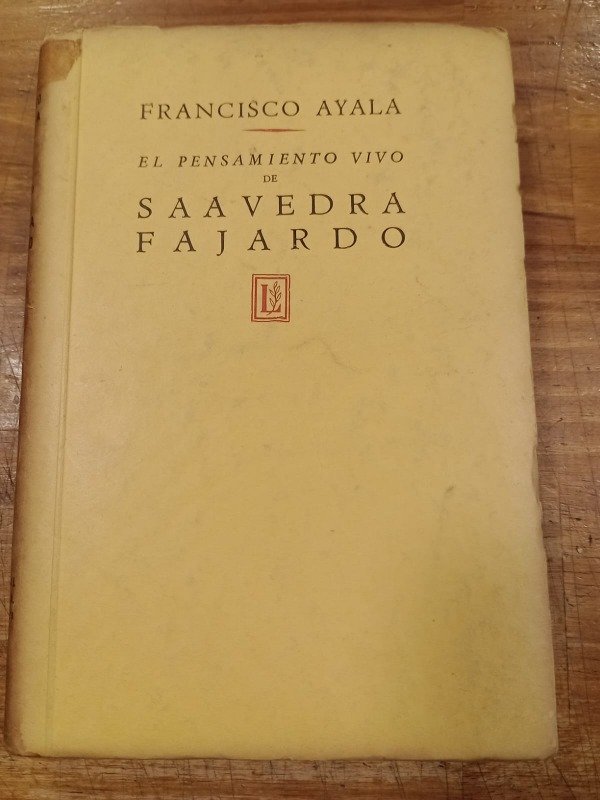 FRANCISCO AYALA
EL PENSAMIENTO VIVO
DE
SAAVEDRA
FAJARDO
L